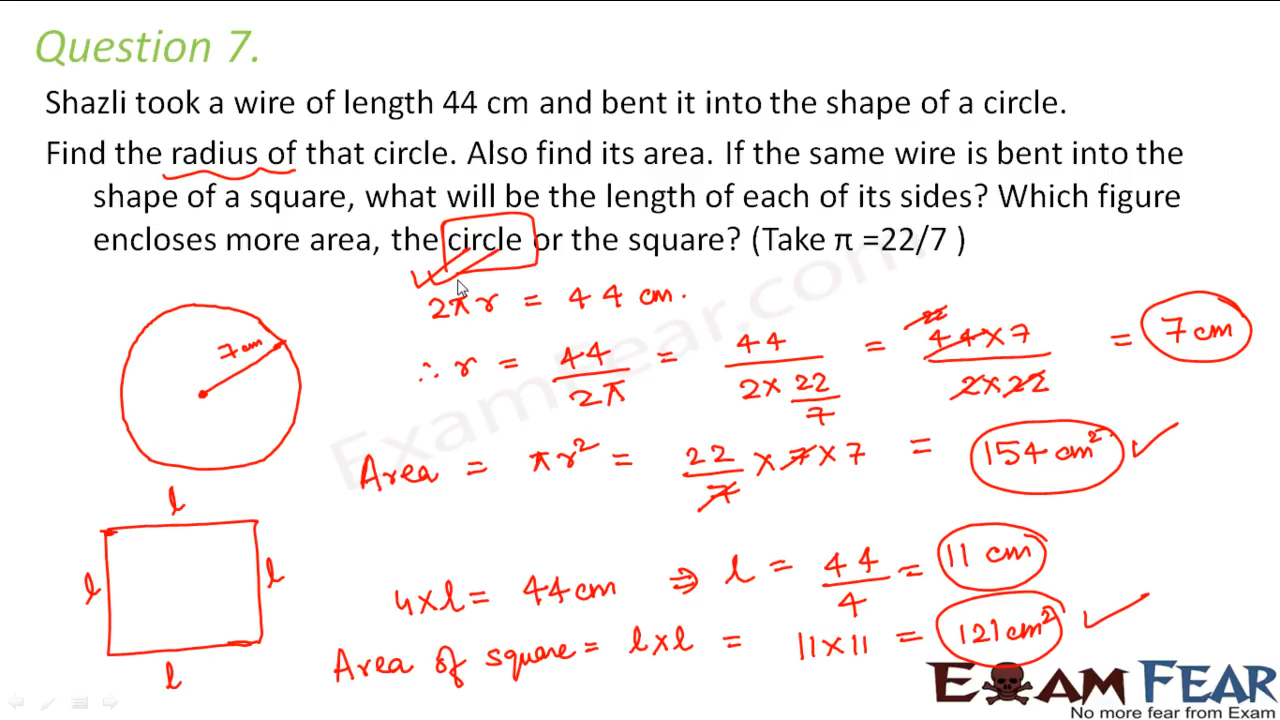 Question 7.
Shazli took a wire of length 44 cm and bent it into the shape of a circle.
Find the radius of that circle. Also find its area. If the same wire is bent into the
shape of a square, what will be the length of each of its sides? Which figure
encloses more area, the circle or the square? (Take π =22/7 )
2πr = 44 cm.
7cm
∴ r = 44/2π = 44/(2× 22/7) = 22 44×7/2×22 = 7cm
Area = πr² = 22/7 × 7×7 = 154 cm²
l
l
l
l
4×l = 44cm ⇒ l = 44/4 = 11 cm
Area of square = l×l = 11×11 = 121cm²
ExamFear.com
EXAM FEAR
No more fear from Exam